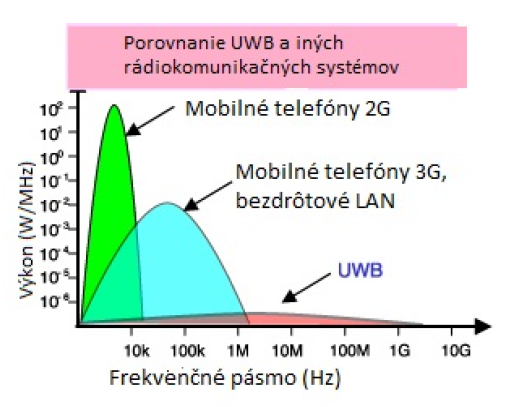 Porovnanie UWB a iných
rádiokomunikačných systémov
Mobilné telefóny 2G
Mobilné telefóny 3G,
bezdrôtové LAN
UWB
Výkon (W/MHz)
10²
10¹
10⁰
10⁻¹
10⁻²
10⁻³
10⁻⁴
10⁻⁵
10⁻⁶
10k 100k 1M 10M 100M 1G 10G
Frekvenčné pásmo (Hz)